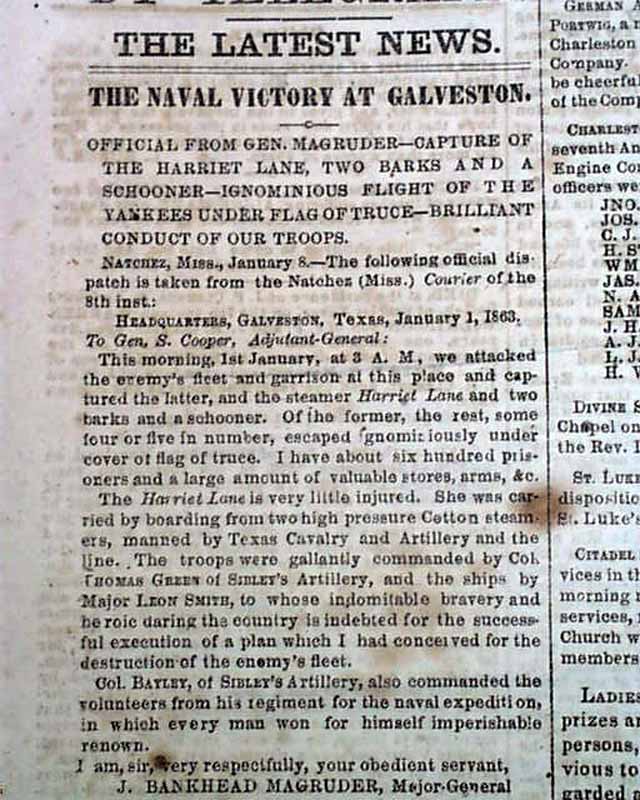 THE LATEST NEWS.
THE NAVAL VICTORY AT GALVESTON.
OFFICIAL FROM GEN. MAGRUDER—CAPTURE OF
THE HARRIET LANE, TWO BARKS AND A
SCHOONER—IGNOMINIOUS FLIGHT OF THE
YANKEES UNDER FLAG OF TRUCE—BRILLIANT
CONDUCT OF OUR TROOPS.
NATCHEZ, MISS., January 8.—The following official dis-
patch is taken from the Natchez (Miss.) Courier of the
8th inst.:
HEADQUARTERS, GALVESTON, Texas, January 1, 1863.
To Gen. S. Cooper, Adjutant-General:
This morning, 1st January, at 3 A. M, we attacked
the enemy's fleet and garrison at this place and cap-
tured the latter, and the steamer Harriet Lane and two
barks and a schooner. Of the former, the rest, some
four or five in number, escaped ignominiously under
cover of flag of truce. I have about six hundred pris-
oners and a large amount of valuable stores, arms, &c.
The Harriet Lane is very little injured. She was car-
ried by boarding from two high pressure Cotton steam-
ers, manned by Texas Cavalry and Artillery and the
line. The troops were gallantly commanded by Col.
THOMAS GREEN of SIBLEY'S Artillery, and the ships by
Major LEON SMITH, to whose indomitable bravery and
heroic daring the country is indebted for the success-
ful execution of a plan which I had conceived for the
destruction of the enemy's fleet.
Col. BAYLEY, of SIBLEY'S Artillery, also commanded the
volunteers from his regiment for the naval expedition,
in which every man won for himself imperishable
renown.
I am, sir, very respectfully, your obedient servant,
J. BANKHEAD MAGRUDER, Major-General
GERMAN
PORTWIG, a
Charleston
Company.
be cheerful
of the Com
CHARLEST
seventh An
Engine Co
officers we
JNO.
JOS.
C. J.
H. S
WM
JAS.
N. A
SAM
J. H
A. J.
L. J
H. V
DIVINE S
Chapel on
the Rev. I
ST. LUKE
dispositio
St. Luke's
CITADEL
vices in th
morning
services,
Church w
members
LADIES
prizes a
persons,
vious to
garded a